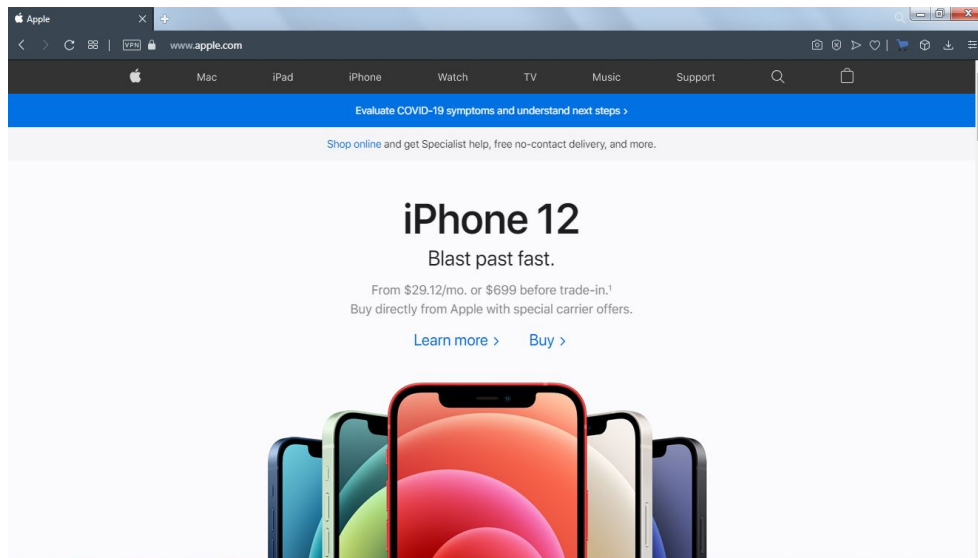 Apple
VPN www.apple.com
Mac iPad iPhone Watch TV Music Support
Evaluate COVID-19 symptoms and understand next steps >
Shop online and get Specialist help, free no-contact delivery, and more.
iPhone 12
Blast past fast.
From $29.12/mo. or $699 before trade-in.¹
Buy directly from Apple with special carrier offers.
Learn more > Buy >